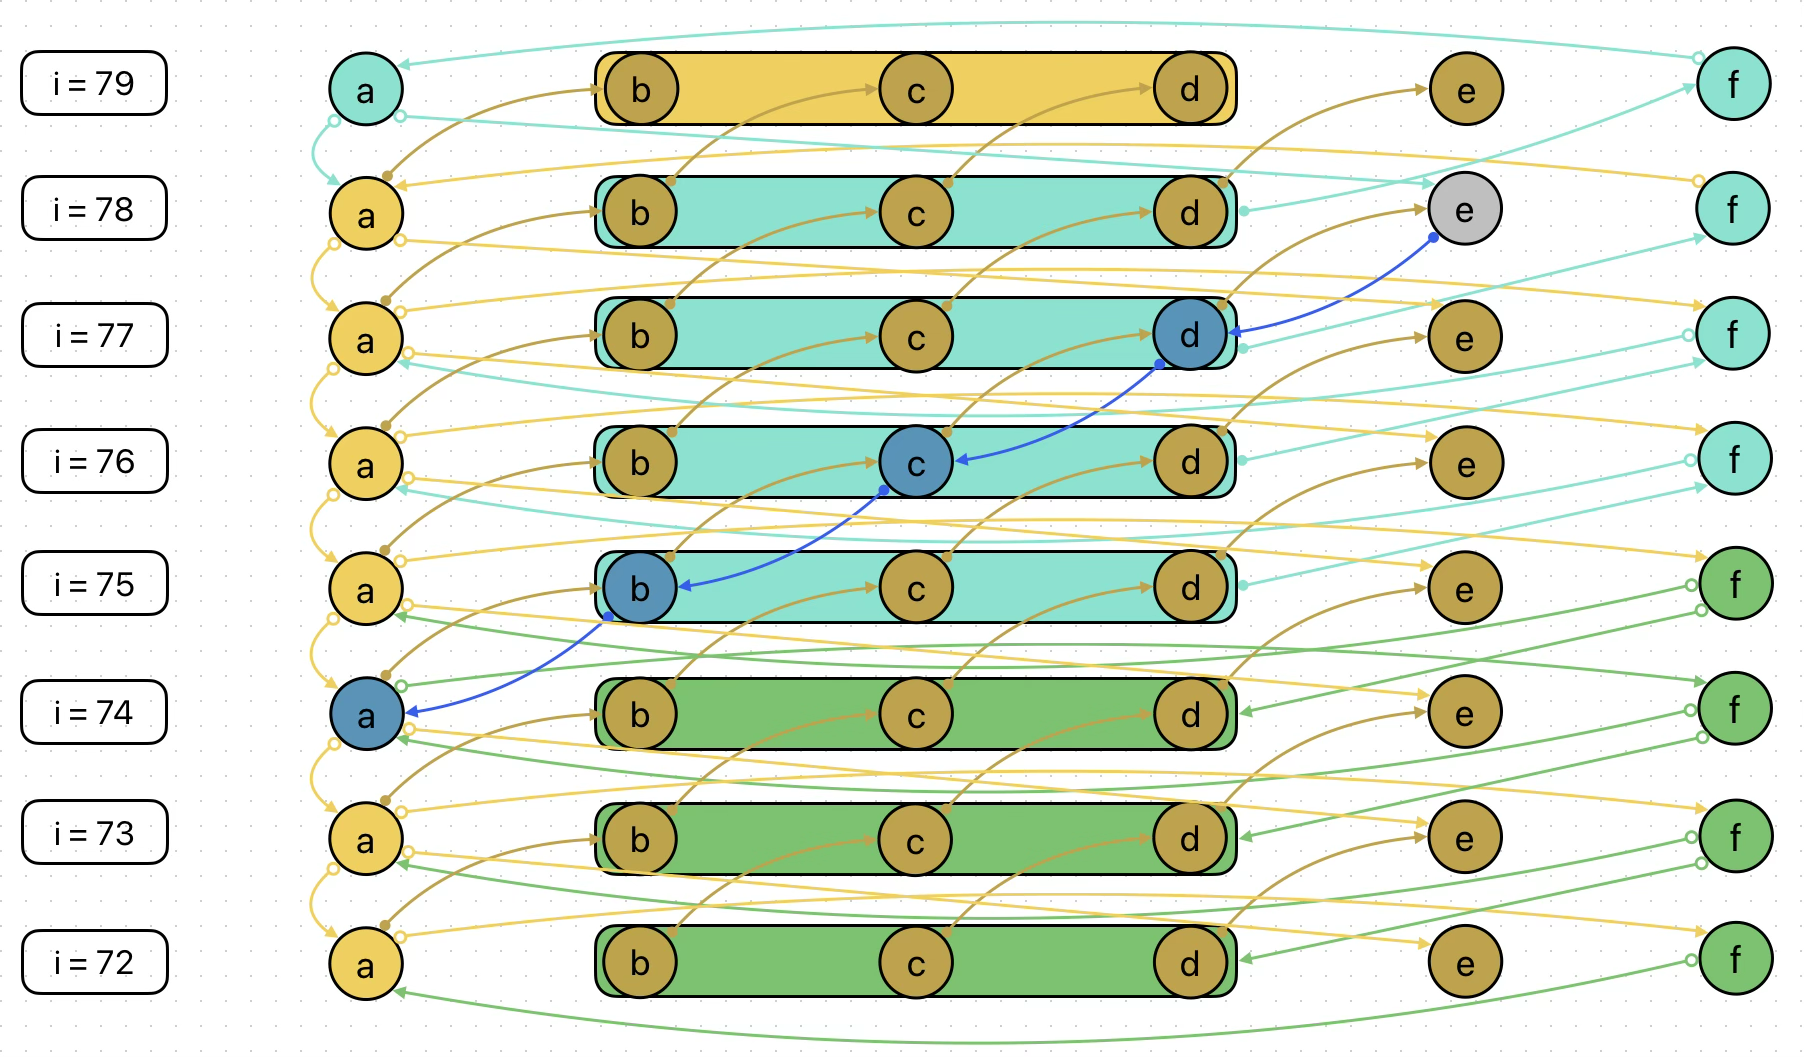 i = 79 a b c d e f
i = 78 a b c d e f
i = 77 a b c d e f
i = 76 a b c d e f
i = 75 a b c d e f
i = 74 a b c d e f
i = 73 a b c d e f
i = 72 a b c d e f